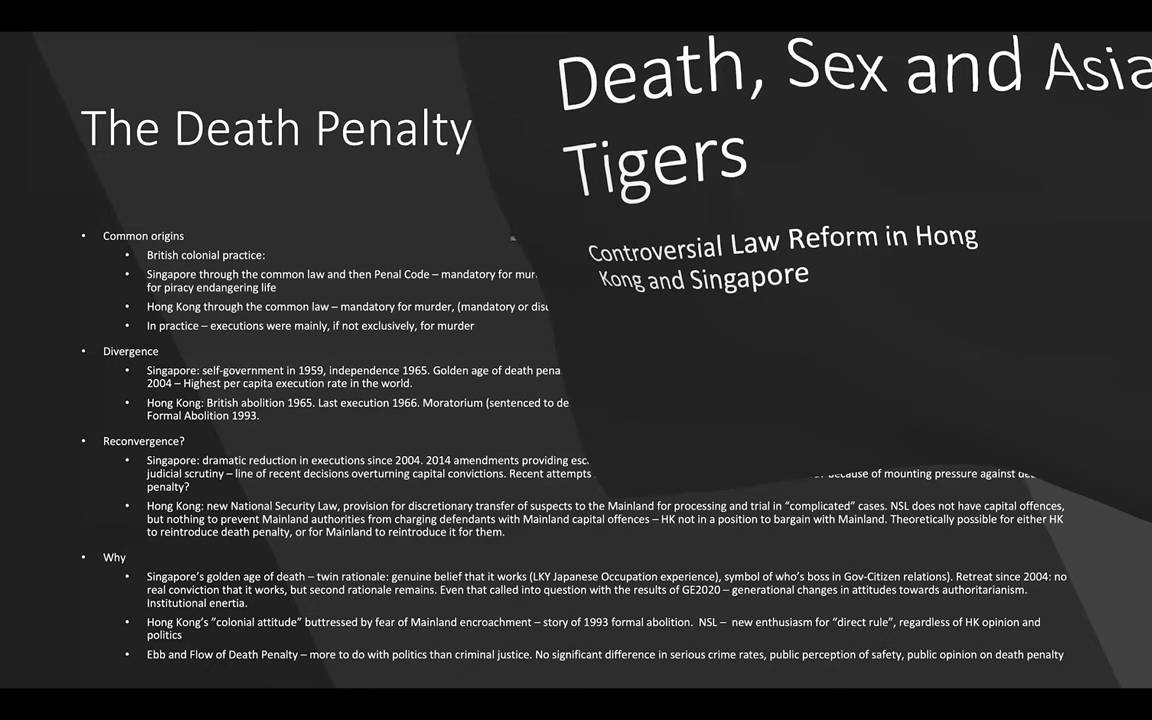 Death, Sex and
Tigers
Controversial Law Reform in Hong
Kong and Singapore
The Death Penalty
• Common origins
• British colonial practice:
• Singapore through the common law and then Penal Code – mandatory for
for piracy endangering life
• Hong Kong through the common law – mandatory for murder, (mandatory or
• In practice – executions were mainly, if not exclusively, for murder
• Divergence
• Singapore: self-government in 1959, independence 1965. Golden age of death
2004 – Highest per capita execution rate in the world.
• Hong Kong: British abolition 1965. Last execution 1966. Moratorium (sentenced to
Formal Abolition 1993.
• Reconvergence?
• Singapore: dramatic reduction in executions since 2004. 2014 amendments providing
judicial scrutiny – line of recent decisions overturning capital convictions. Recent attempts because of mounting pressure against
penalty?
• Hong Kong: new National Security Law, provision for discretionary transfer of suspects to the Mainland for processing and trial in “complicated” cases. NSL does not have capital offences,
but nothing to prevent Mainland authorities from charging defendants with Mainland capital offences – HK not in a position to bargain with Mainland. Theoretically possible for either HK
to reintroduce death penalty, or for Mainland to reintroduce it for them.
• Why
• Singapore’s golden age of death – twin rationale: genuine belief that it works (LKY Japanese Occupation experience), symbol of who’s boss in Gov-Citizen relations). Retreat since 2004: no
real conviction that it works, but second rationale remains. Even that called into question with the results of GE2020 – generational changes in attitudes towards authoritarianism.
Institutional enertia.
• Hong Kong’s ”colonial attitude” buttressed by fear of Mainland encroachment – story of 1993 formal abolition. NSL – new enthusiasm for “direct rule”, regardless of HK opinion and
politics
• Ebb and Flow of Death Penalty – more to do with politics than criminal justice. No significant difference in serious crime rates, public perception of safety, public opinion on death penalty